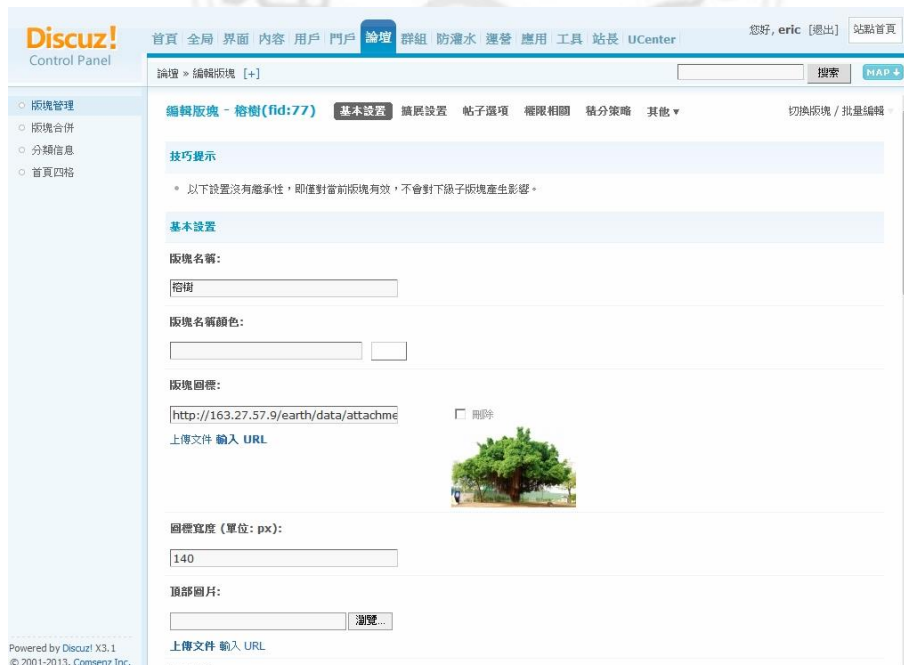 Discuz!
Control Panel
首頁 全局 界面 內容 用戶 門戶 論壇 群組 防灌水 運營 應用 工具 站長 UCenter
您好, eric [退出] 站點首頁
論壇 » 編輯版塊 [+]
搜索 MAP
版塊管理
版塊合併
分類信息
首頁四格
編輯版塊 - 榕樹(fid:77) 基本設置 擴展設置 帖子選項 權限相關 積分策略 其他
切換版塊 / 批量編輯
技巧提示
以下設置沒有繼承性,即僅對當前版塊有效,不會對下級子版塊產生影響。
基本設置
版塊名稱:
榕樹
版塊名稱顏色:
版塊圖標:
http://163.27.57.9/earth/data/attachme
刪除
上傳文件 輸入 URL
圖標寬度 (單位: px):
140
頂部圖片:
瀏覽...
上傳文件 輸入 URL
Powered by Discuz! X3.1
© 2001-2013, Comsenz Inc.